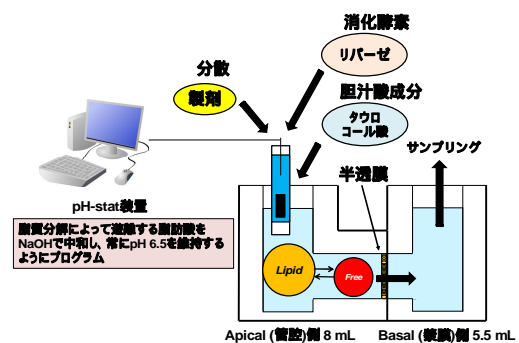 消化酵素
リパーゼ
分散
製剤
胆汁酸成分
タウロ
コール酸
サンプリング
半透膜
pH-stat装置
脂質分解によって遊離する脂肪酸を
NaOHで中和し、常にpH 6.5を維持する
ようにプログラム
Lipid
Free
Apical (管腔)側 8 mL
Basal (漿膜)側 5.5 mL